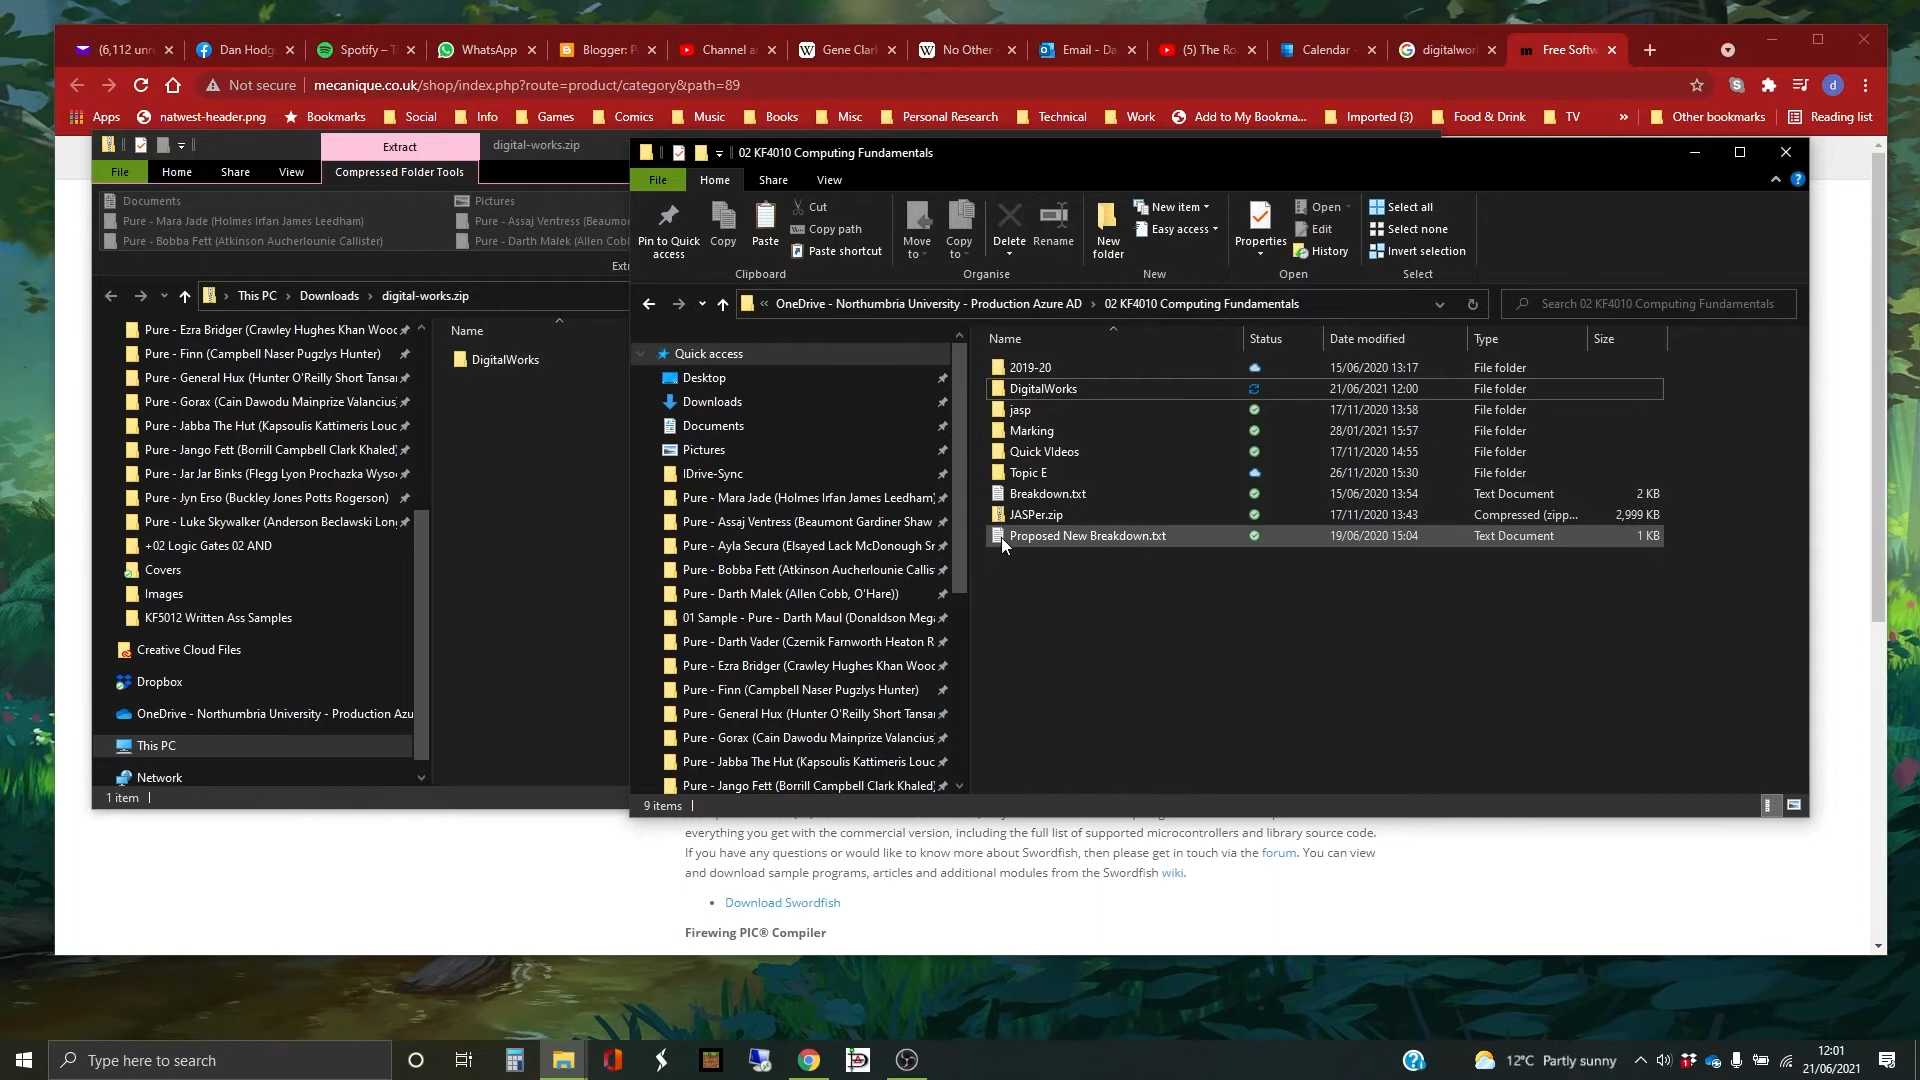 (6,112 unr
Dan Hodg
Spotify – T
WhatsApp
Blogger: P
Channel an
Gene Clark
No Other -
Email - Da
(5) The Ro
Calendar -
digitalwor
Free Softw
Not secure | mecanique.co.uk/shop/index.php?route=product/category&path=89
Apps natwest-header.png Bookmarks Social Info Games Comics Music Books Misc Personal Research Technical Work Add to My Bookma... Imported (3) Food & Drink TV » Other bookmarks Reading list
Extract digital-works.zip
File Home Share View Compressed Folder Tools
Documents Pictures
Pure - Mara Jade (Holmes Irfan James Leedham) Pure - Assaj Ventress (Beaumo
Pure - Bobba Fett (Atkinson Aucherlounie Callister) Pure - Darth Malek (Allen Cobl
Extr
This PC › Downloads › digital-works.zip
Name
DigitalWorks
Pure - Ezra Bridger (Crawley Hughes Khan Wooc
Pure - Finn (Campbell Naser Pugzlys Hunter)
Pure - General Hux (Hunter O'Reilly Short Tansar
Pure - Gorax (Cain Dawodu Mainprize Valancius
Pure - Jabba The Hut (Kapsoulis Kattimeris Louc
Pure - Jango Fett (Borrill Campbell Clark Khaled)
Pure - Jar Jar Binks (Flegg Lyon Prochazka Wyso
Pure - Jyn Erso (Buckley Jones Potts Rogerson)
Pure - Luke Skywalker (Anderson Beclawski Lon
+02 Logic Gates 02 AND
Covers
Images
KF5012 Written Ass Samples
Creative Cloud Files
Dropbox
OneDrive - Northumbria University - Production Azu
This PC
Network
1 item
02 KF4010 Computing Fundamentals
File Home Share View
Pin to Quick access
Copy
Paste
Cut
Copy path
Paste shortcut
Clipboard
Move to
Copy to
Delete
Rename
Organise
New folder
New item
Easy access
New
Properties
Open
Edit
History
Open
Select all
Select none
Invert selection
Select
« OneDrive - Northumbria University - Production Azure AD › 02 KF4010 Computing Fundamentals
Search 02 KF4010 Computing Fundamentals
Quick access
Desktop
Downloads
Documents
Pictures
IDrive-Sync
Pure - Mara Jade (Holmes Irfan James Leedham)
Pure - Assaj Ventress (Beaumont Gardiner Shaw
Pure - Ayla Secura (Elsayed Lack McDonough Sr
Pure - Bobba Fett (Atkinson Aucherlounie Callis
Pure - Darth Malek (Allen Cobb, O'Hare))
01 Sample - Pure - Darth Maul (Donaldson Meg
Pure - Darth Vader (Czernik Farnworth Heaton R
Pure - Ezra Bridger (Crawley Hughes Khan Wooc
Pure - Finn (Campbell Naser Pugzlys Hunter)
Pure - General Hux (Hunter O'Reilly Short Tansar
Pure - Gorax (Cain Dawodu Mainprize Valancius
Pure - Jabba The Hut (Kapsoulis Kattimeris Louc
Pure - Jango Fett (Borrill Campbell Clark Khaled)
Name Status Date modified Type Size
2019-20 15/06/2020 13:17 File folder
DigitalWorks 21/06/2021 12:00 File folder
jasp 17/11/2020 13:58 File folder
Marking 28/01/2021 15:57 File folder
Quick VIdeos 17/11/2020 14:55 File folder
Topic E 26/11/2020 15:30 File folder
Breakdown.txt 15/06/2020 13:54 Text Document 2 KB
JASPer.zip 17/11/2020 13:43 Compressed (zipp... 2,999 KB
Proposed New Breakdown.txt 19/06/2020 15:04 Text Document 1 KB
9 items
everything you get with the commercial version, including the full list of supported microcontrollers and library source code.
If you have any questions or would like to know more about Swordfish, then please get in touch via the forum. You can view
and download sample programs, articles and additional modules from the Swordfish wiki.
• Download Swordfish
Firewing PIC® Compiler
Type here to search
12°C Partly sunny
12:01
21/06/2021